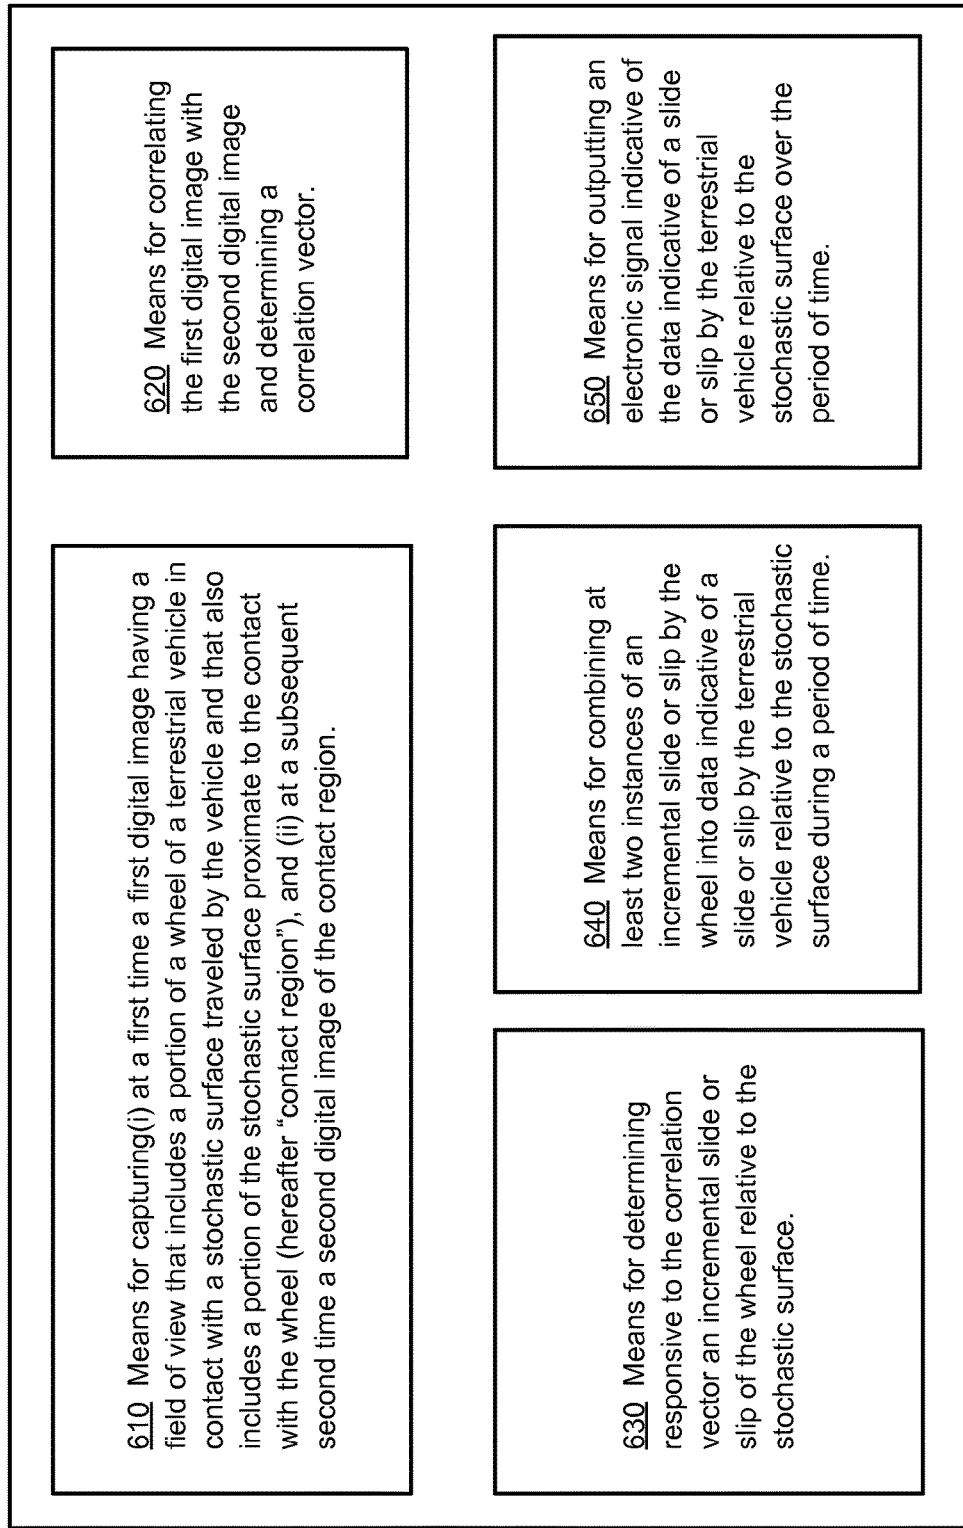 610 Means for capturing(i) at a first time a first digital image having a
field of view that includes a portion of a wheel of a terrestrial vehicle in
contact with a stochastic surface traveled by the vehicle and that also
includes a portion of the stochastic surface proximate to the contact
with the wheel (hereafter “contact region”), and (ii) at a subsequent
second time a second digital image of the contact region.
620 Means for correlating
the first digital image with
the second digital image
and determining a
correlation vector.
630 Means for determining
responsive to the correlation
vector an incremental slide or
slip of the wheel relative to the
stochastic surface.
640 Means for combining at
least two instances of an
incremental slide or slip by the
wheel into data indicative of a
slide or slip by the terrestrial
vehicle relative to the stochastic
surface during a period of time.
650 Means for outputting an
electronic signal indicative of
the data indicative of a slide
or slip by the terrestrial
vehicle relative to the
stochastic surface over the
period of time.